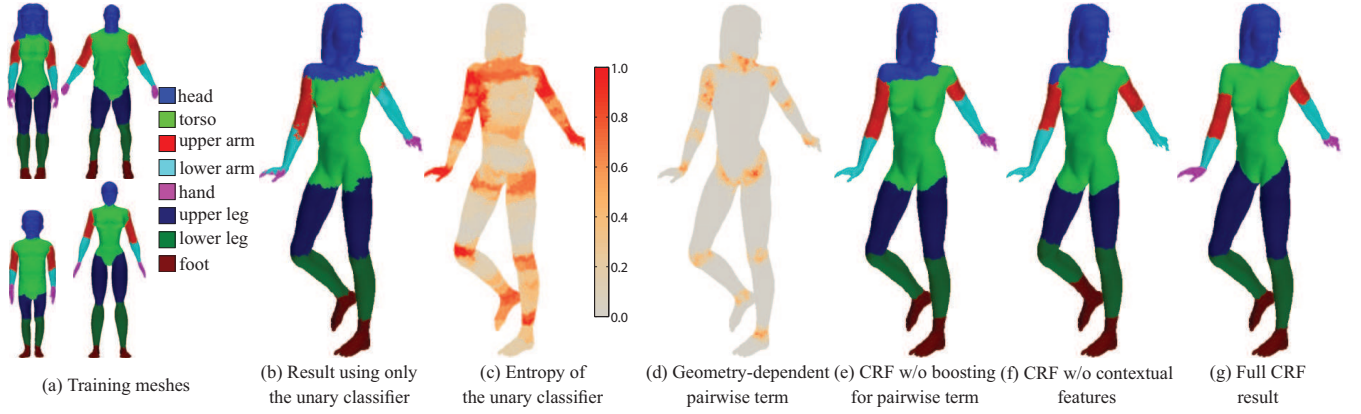 head
torso
upper arm
lower arm
hand
upper leg
lower leg
foot
1.0
0.8
0.6
0.4
0.2
0.0
(a) Training meshes
(b) Result using only
the unary classifier
(c) Entropy of
the unary classifier
(d) Geometry-dependent
pairwise term
(e) CRF w/o boosting
for pairwise term
(f) CRF w/o contextual
features
(g) Full CRF
result